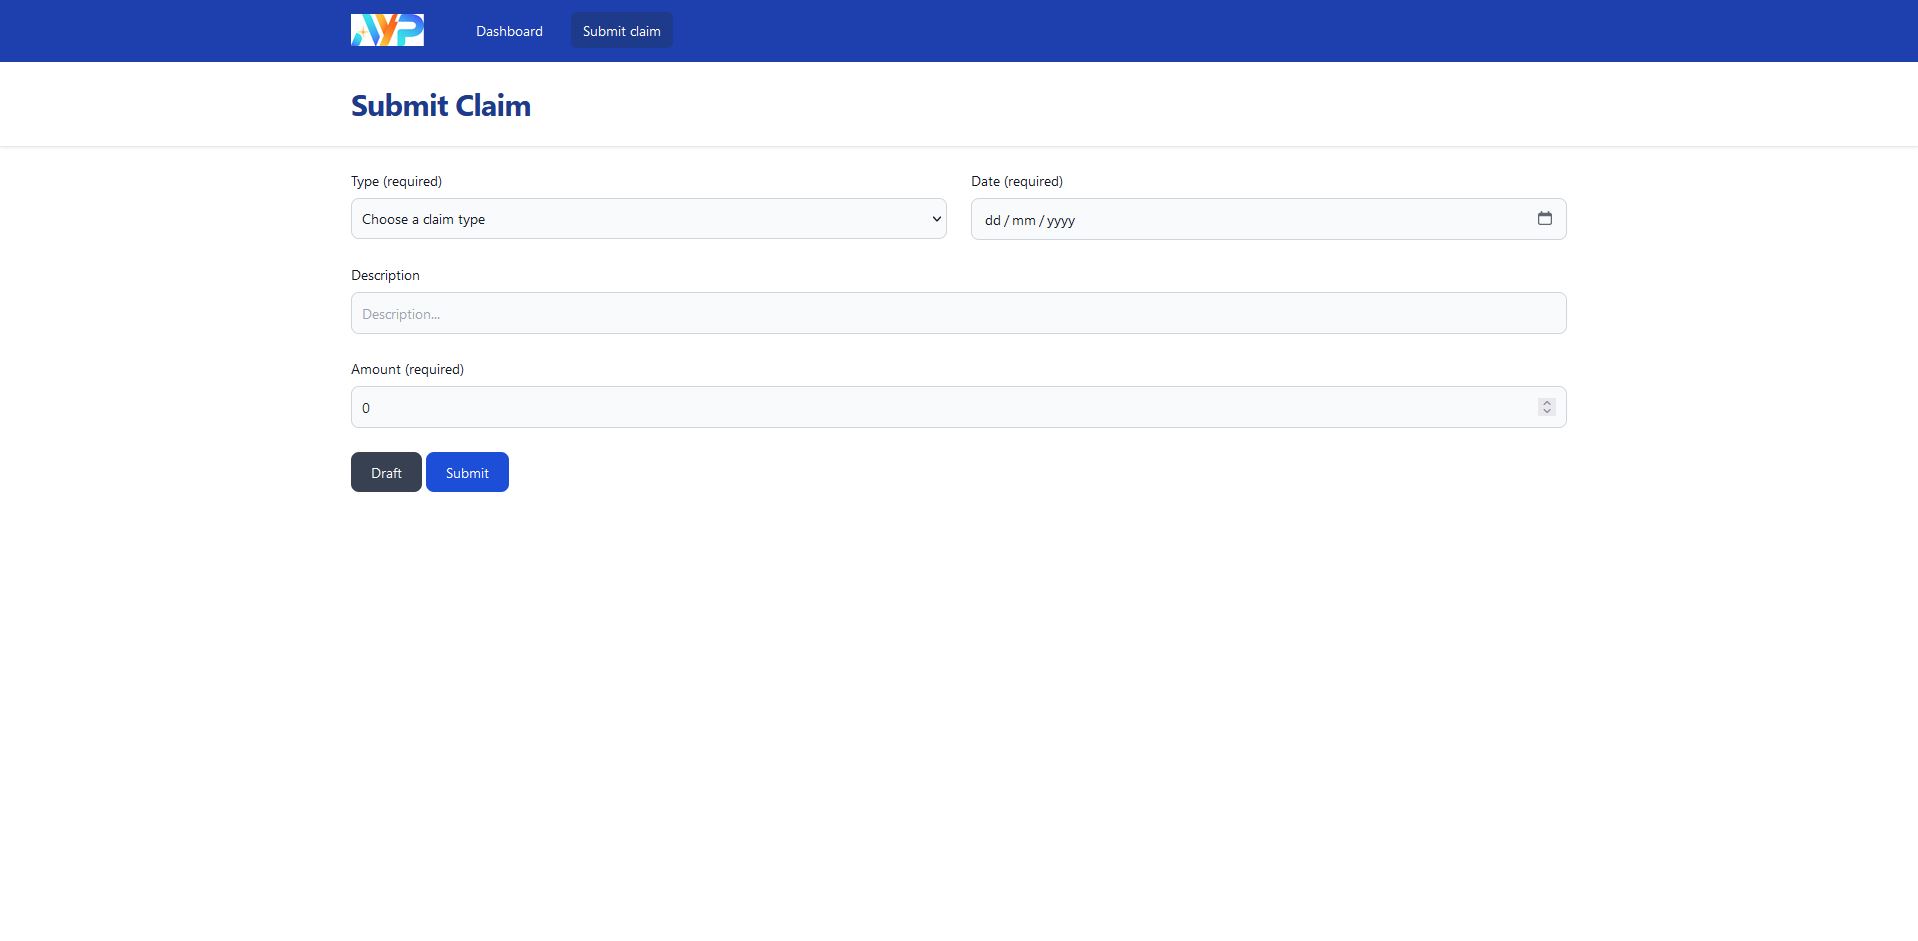 AYP
Dashboard
Submit claim
Submit Claim
Type (required)
Date (required)
Choose a claim type
dd / mm / yyyy
Description
Description...
Amount (required)
0
Draft
Submit